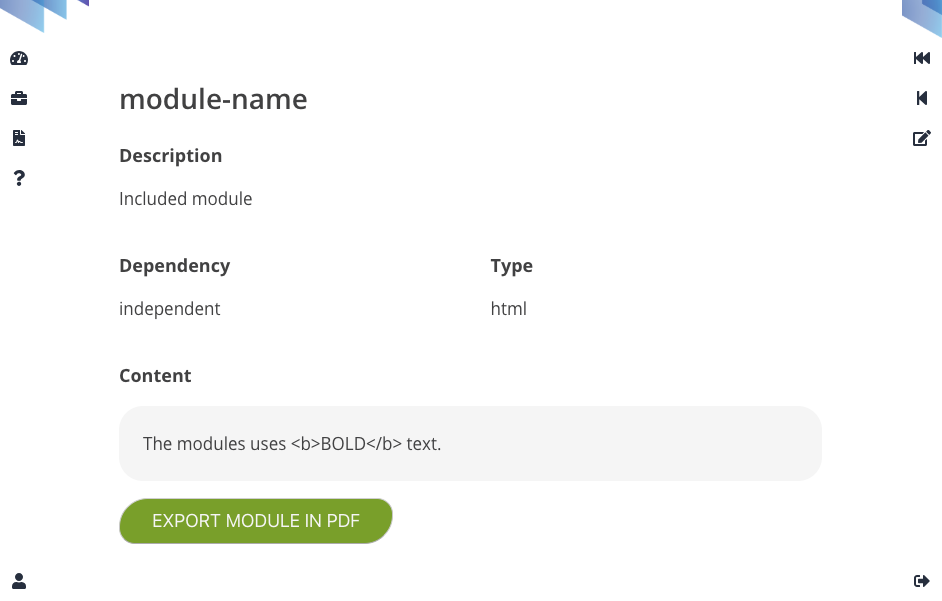 module-name
Description
Included module
Dependency
Type
independent
html
Content
The modules uses <b>BOLD</b> text.
EXPORT MODULE IN PDF